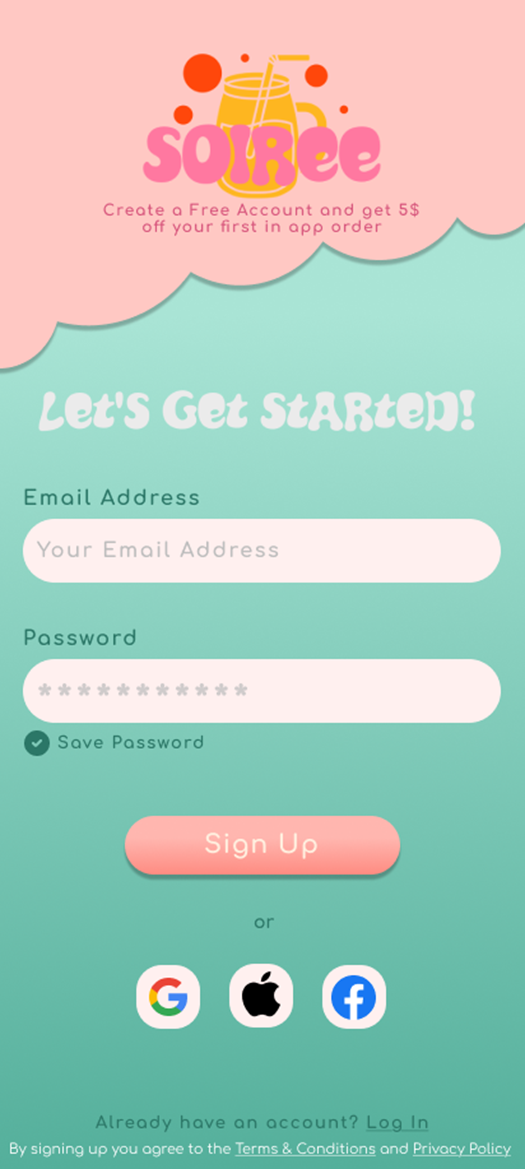 SOIRee
Create a Free Account and get 5$
off your first in app order
Let's Get StARteD!
Email Address
Your Email Address
Password
***********
Save Password
Sign Up
or
Already have an account? Log In
By signing up you agree to the Terms & Conditions and Privacy Policy